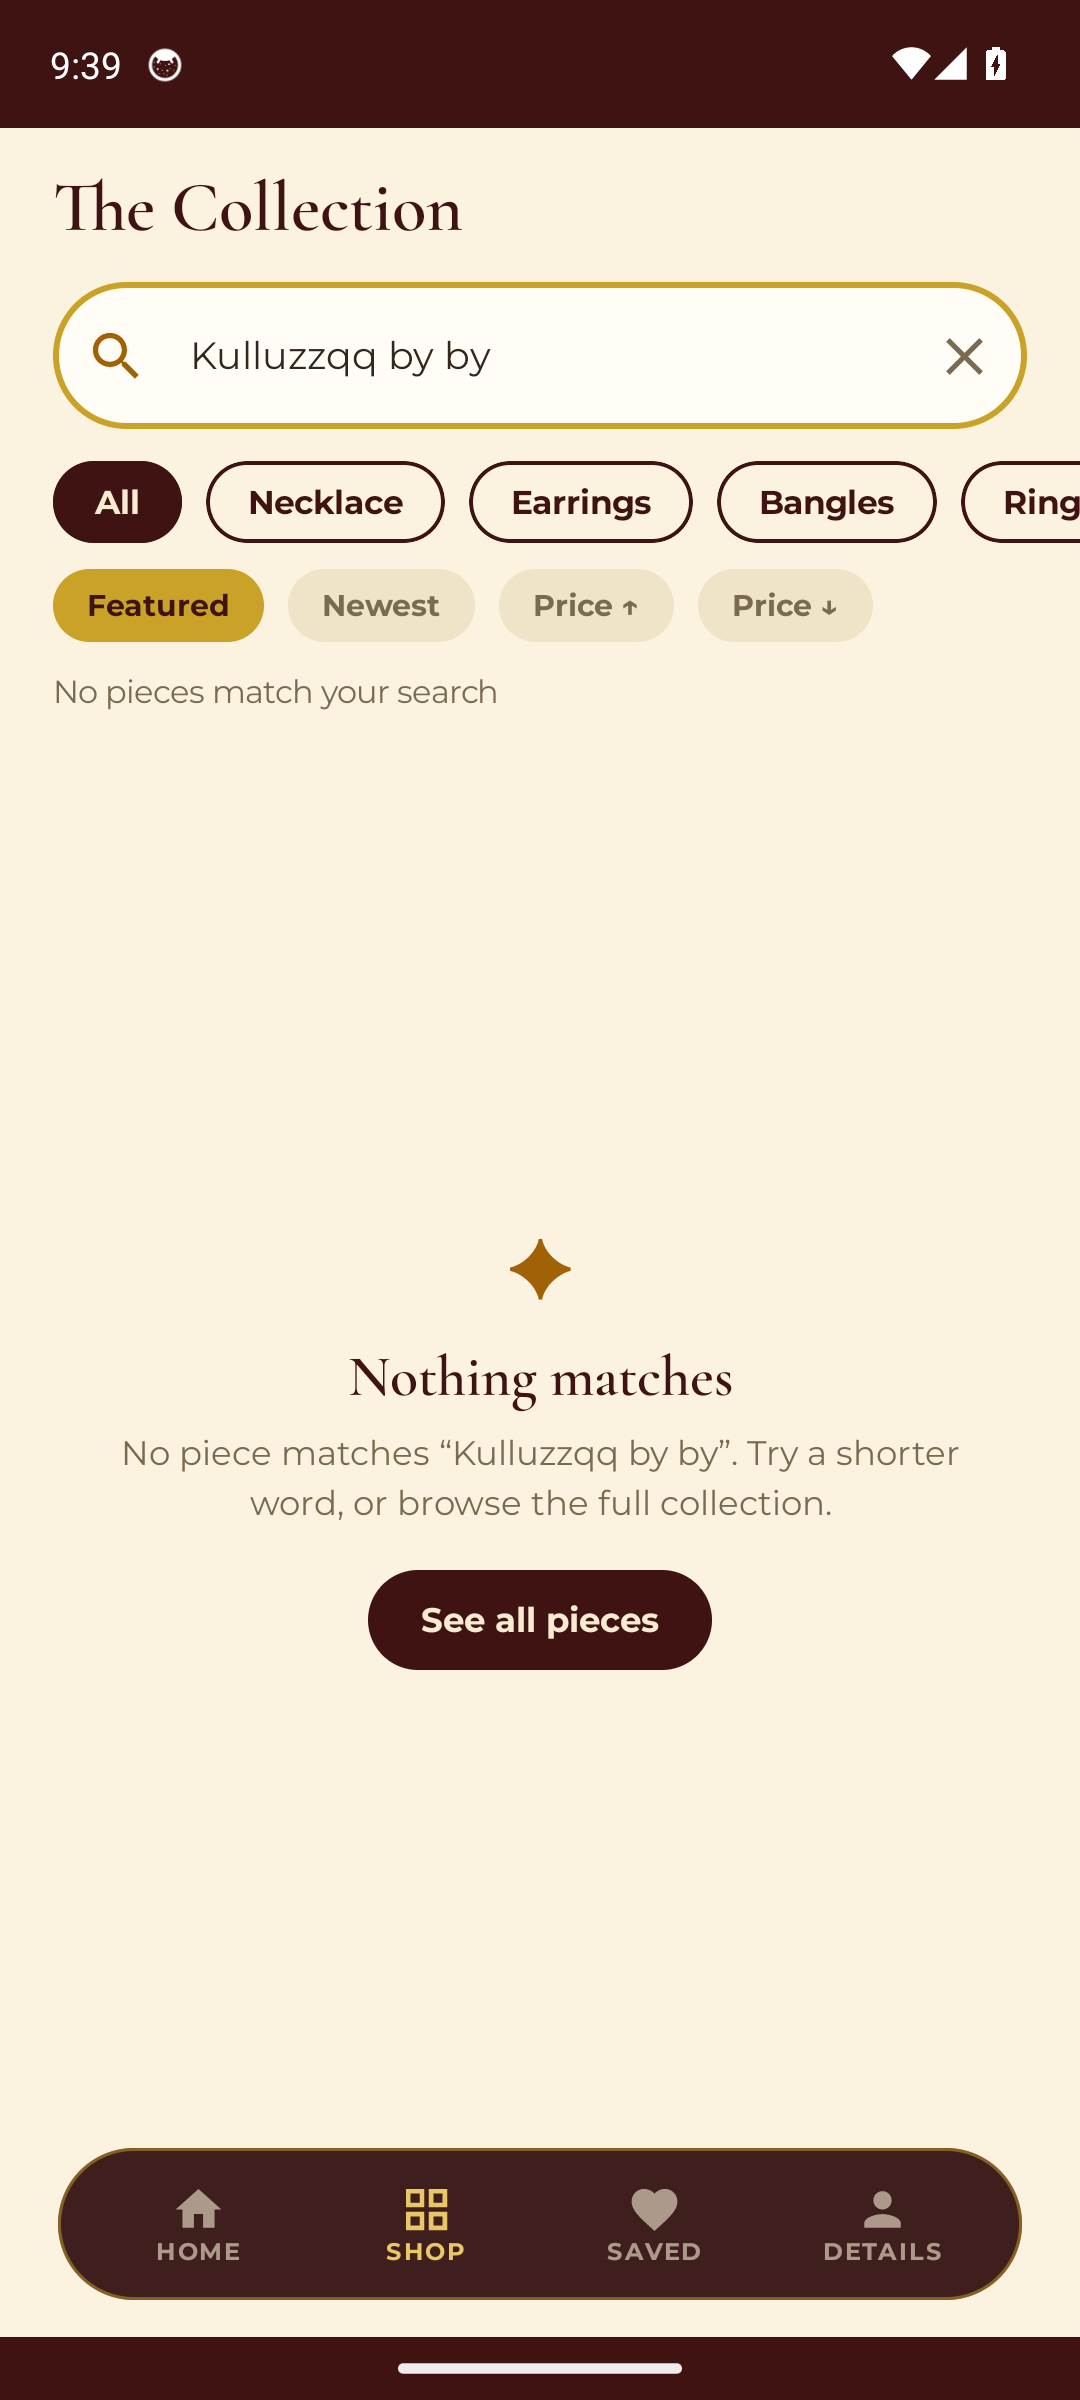 9:39
The Collection
Kulluzzqq by by
All Necklace Earrings Bangles Ring
Featured Newest Price ↑ Price ↓
No pieces match your search
Nothing matches
No piece matches “Kulluzzqq by by”. Try a shorter
word, or browse the full collection.
See all pieces
HOME SHOP SAVED DETAILS